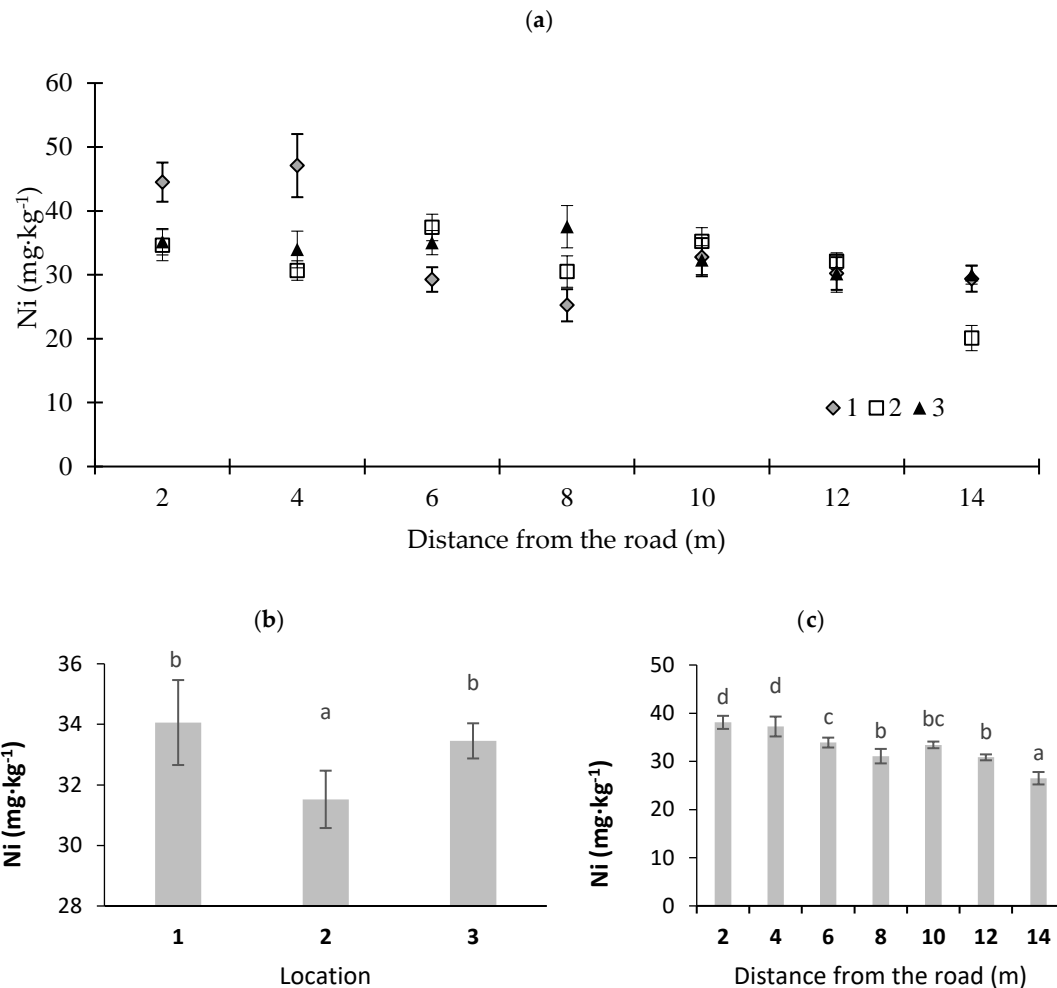 (a)
60
50
40
30
20
10
0
Ni (mg·kg⁻¹)
2 4 6 8 10 12 14
1 2 3
Distance from the road (m)
(b)
36
34
32
30
28
Ni (mg·kg⁻¹)
b a b
1 2 3
Location
(c)
50
40
30
20
10
0
Ni (mg·kg⁻¹)
d d c b bc b a
2 4 6 8 10 12 14
Distance from the road (m)